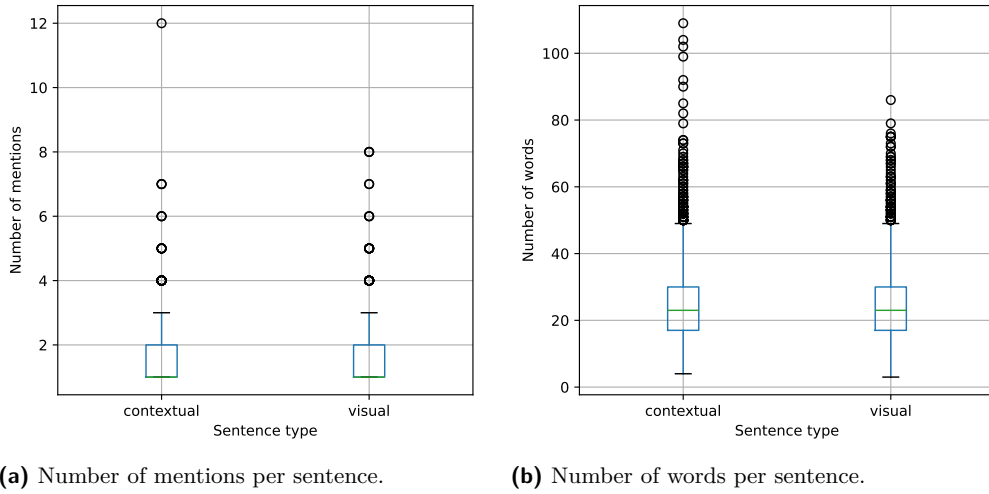 12
10
8
6
4
2
Number of mentions
contextual
visual
Sentence type
100
80
60
40
20
0
Number of words
contextual
visual
Sentence type
(a) Number of mentions per sentence.
(b) Number of words per sentence.